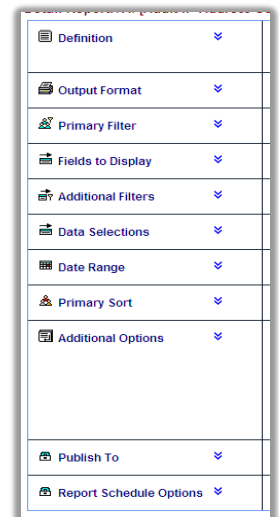 Definition
Output Format
Primary Filter
Fields to Display
Additional Filters
Data Selections
Date Range
Primary Sort
Additional Options
Publish To
Report Schedule Options